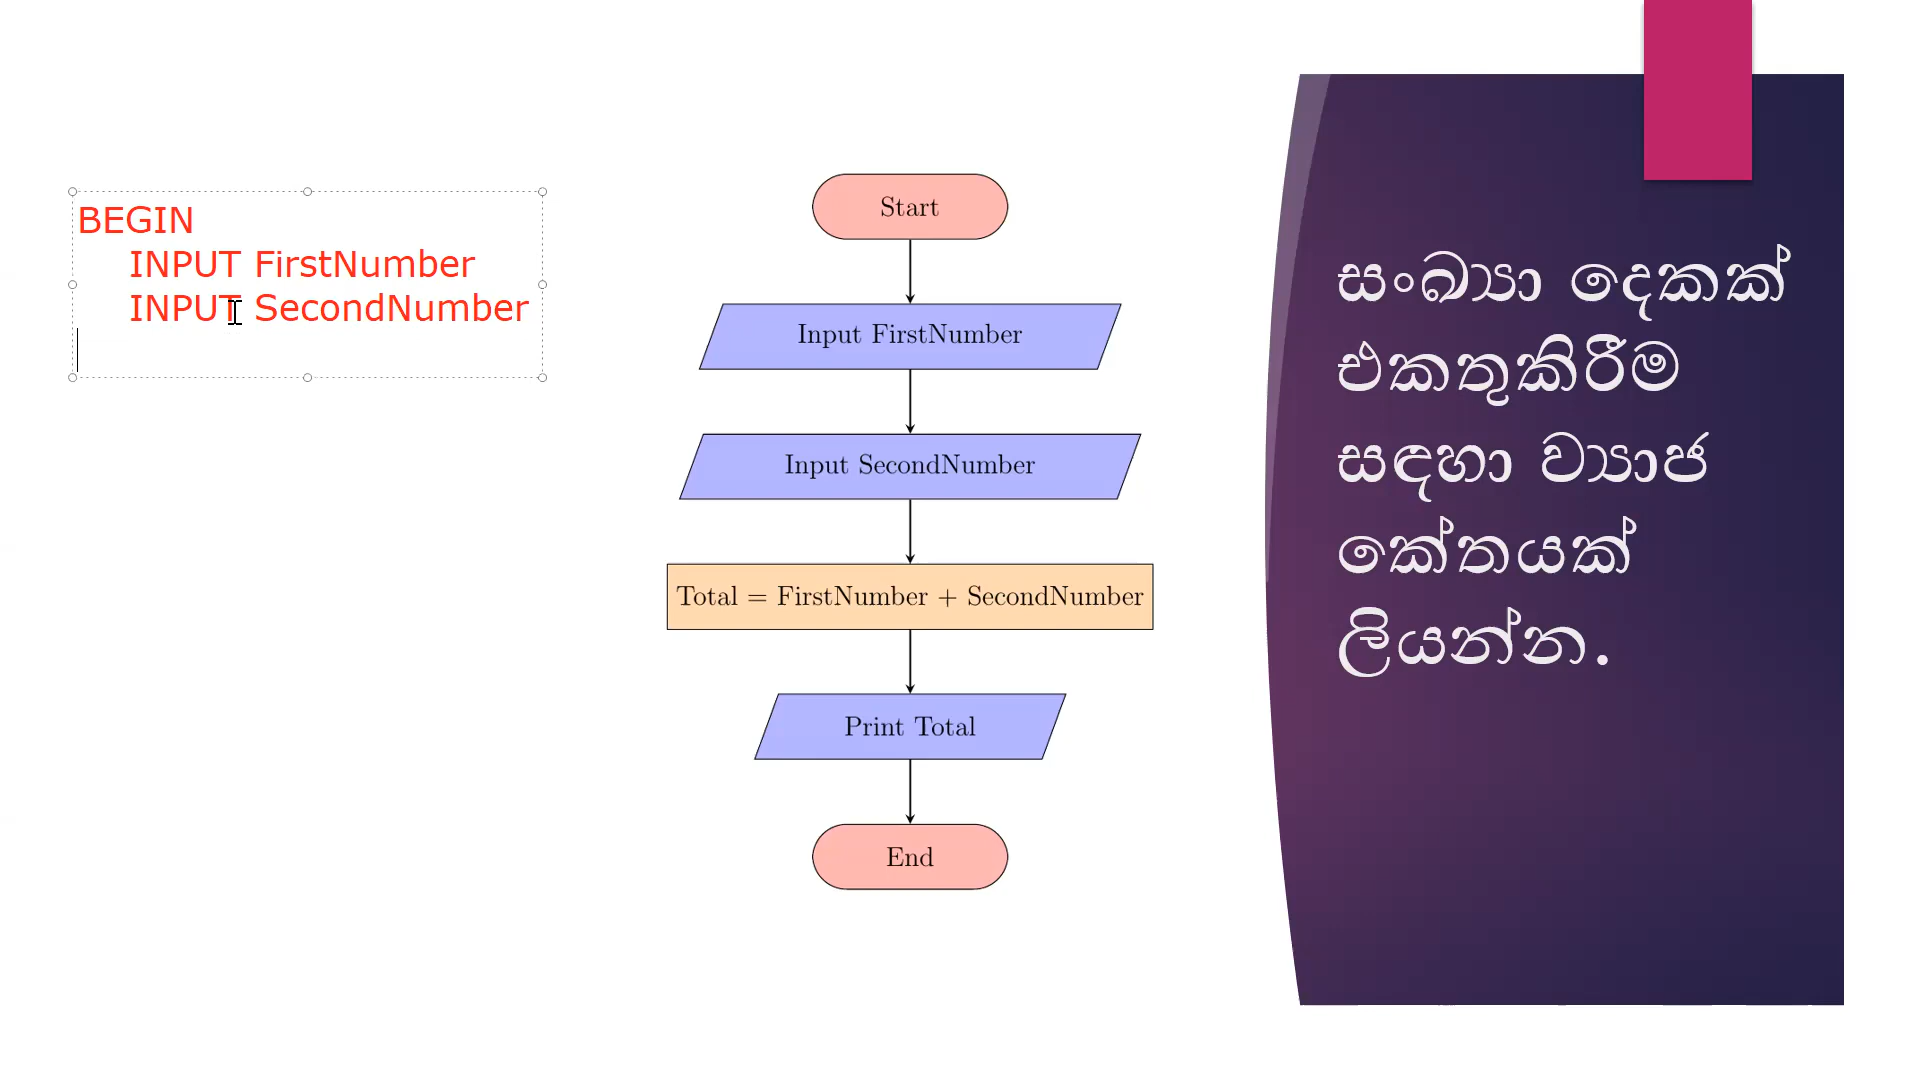 BEGIN
INPUT FirstNumber
INPUT SecondNumber
Start
Input FirstNumber
Input SecondNumber
Total = FirstNumber + SecondNumber
Print Total
End
සංඛ්‍යා දෙකක්
එකතුකිරීම
සඳහා ව්‍යාජ
කේතයක්
ලියන්න.